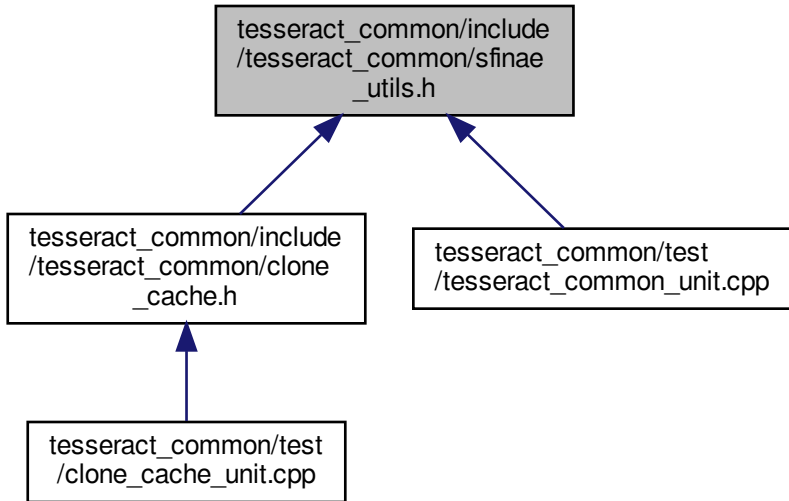 tesseract_common/include
/tesseract_common/sfinae
_utils.h
tesseract_common/include
/tesseract_common/clone
_cache.h
tesseract_common/test
/tesseract_common_unit.cpp
tesseract_common/test
/clone_cache_unit.cpp